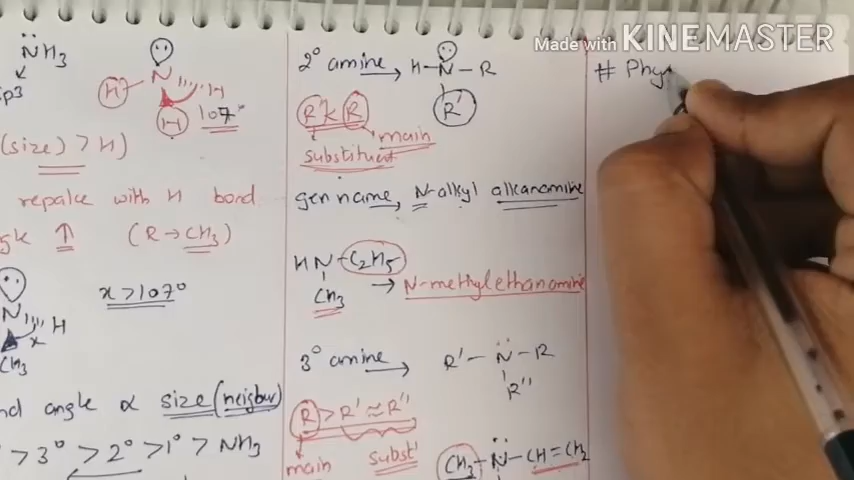 Made with KINEMASTER
NH3
sp3
N
H
H
H 107°
(size) > H)
repalce with H bond
gle ↑ (R → CH3)
N
H
x
CH3
x > 107°
nd angle ∝ size (neigbur)
> 3° > 2° > 1° > NH3
2° amine → H-N-R
R'
R' < R
main
substituent
gen name, N-alkyl alkanamine
HN-C2H5
CH3
→ N-methylethanamine
3° amine → R'-N-R
R''
R > R' ≈ R''
main subst'
CH3-N-CH=CH2
# Phy